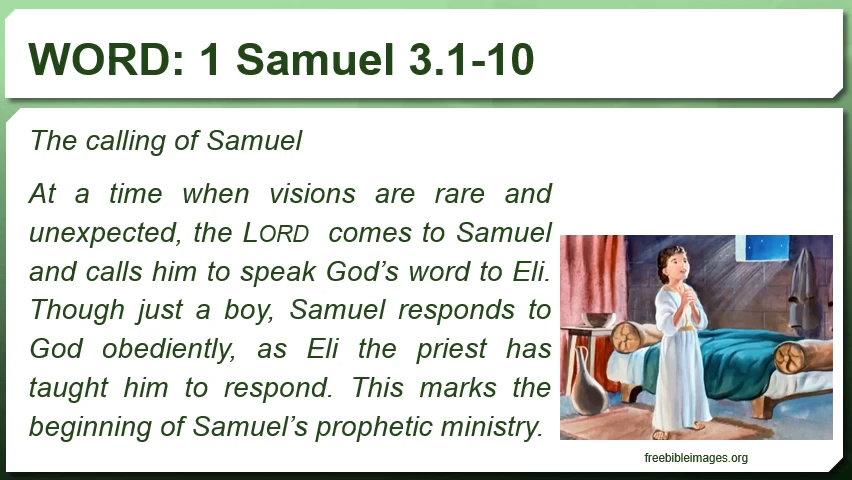 WORD: 1 Samuel 3.1-10
The calling of Samuel
At a time when visions are rare and
unexpected, the LORD comes to Samuel
and calls him to speak God’s word to Eli.
Though just a boy, Samuel responds to
God obediently, as Eli the priest has
taught him to respond. This marks the
beginning of Samuel’s prophetic ministry.
freebibleimages.org